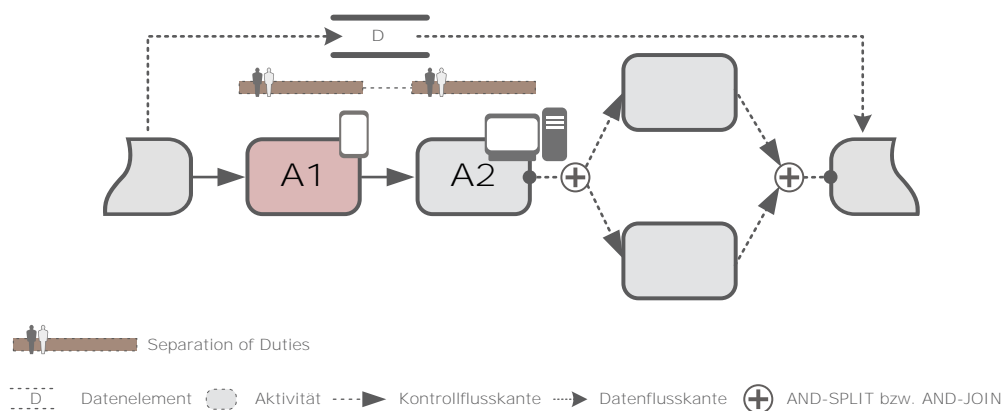 D
A1
A2
Separation of Duties
D Datenelement Aktivität Kontrollflusskante Datenflusskante AND-SPLIT bzw. AND-JOIN